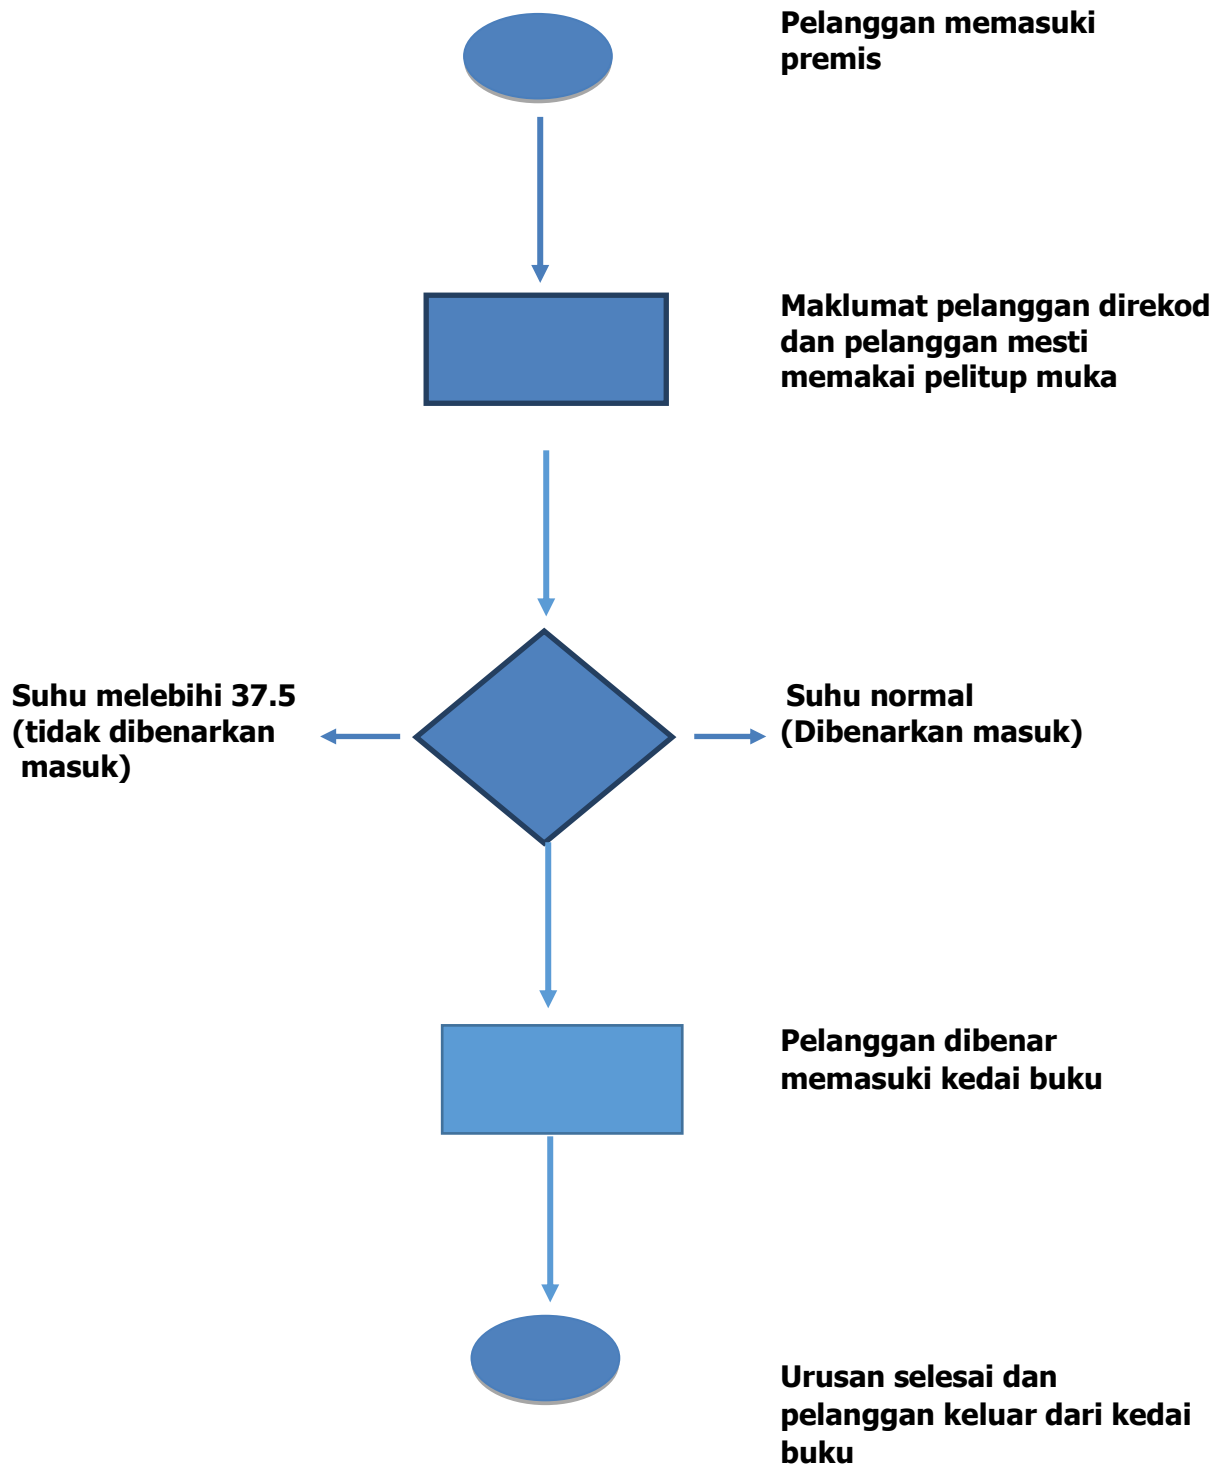 Pelanggan memasuki
premis
Maklumat pelanggan direkod
dan pelanggan mesti
memakai pelitup muka
Suhu melebihi 37.5
(tidak dibenarkan
masuk)
Suhu normal
(Dibenarkan masuk)
Pelanggan dibenar
memasuki kedai buku
Urusan selesai dan
pelanggan keluar dari kedai
buku